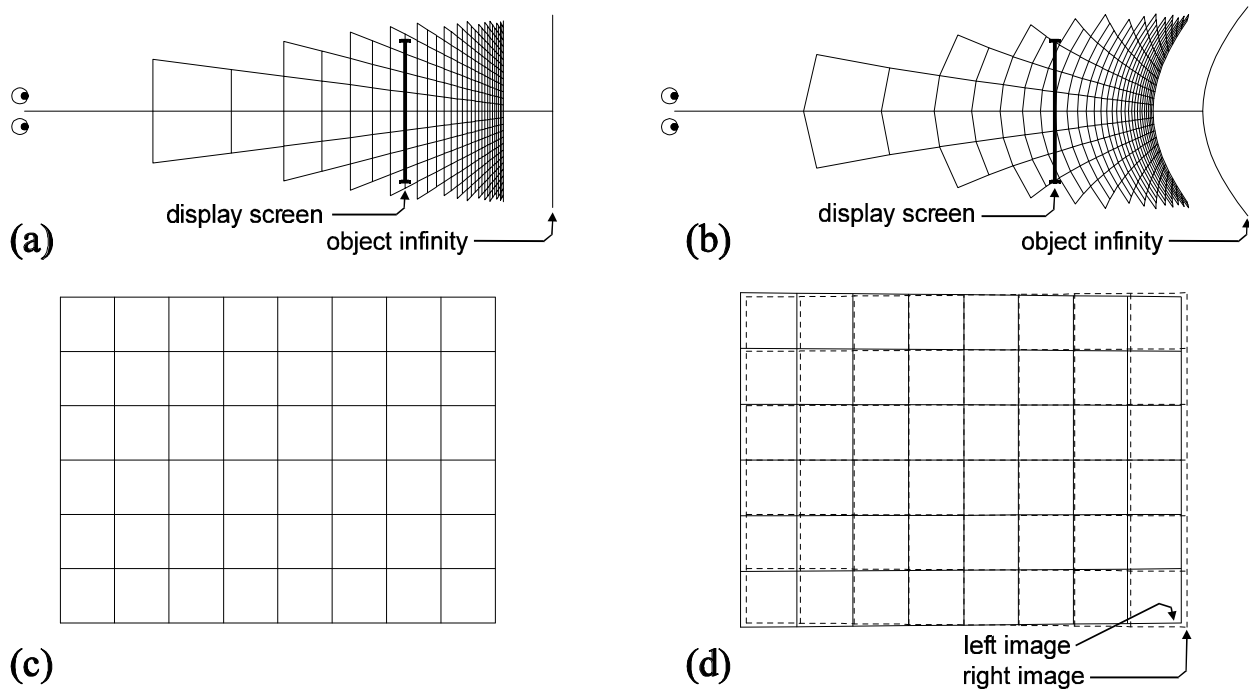 display screen
object infinity
(a)
display screen
object infinity
(b)
(c)
left image
right image
(d)